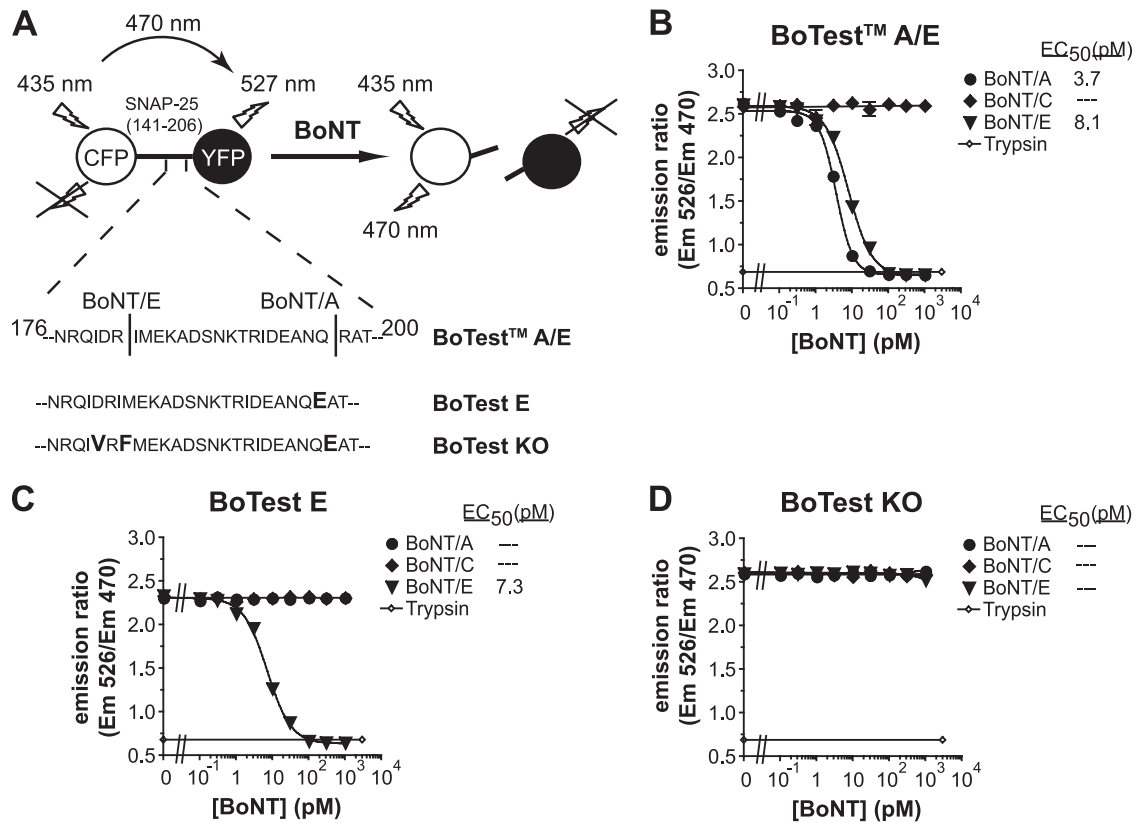 A
470 nm
435 nm
527 nm
SNAP-25
(141-206)
CFP
YFP
BoNT
435 nm
470 nm
BoNT/E
BoNT/A
176
--NRQIDR IMEKADSNKTRIDEANQ RAT--
200
BoTest™ A/E
--NRQIDRIMEKADSNKTRIDEANQEAT--
BoTest E
--NRQIVRFMEKADSNKTRIDEANQEAT--
BoTest KO
B
BoTest™ A/E
EC50(pM)
BoNT/A 3.7
BoNT/C ---
BoNT/E 8.1
Trypsin
emission ratio
(Em 526/Em 470)
3.0
2.5
2.0
1.5
1.0
0.5
0 10-1 1 10 102 103 104
[BoNT] (pM)
C
BoTest E
EC50(pM)
BoNT/A ---
BoNT/C ---
BoNT/E 7.3
Trypsin
emission ratio
(Em 526/Em 470)
3.0
2.5
2.0
1.5
1.0
0.5
0 10-1 1 10 102 103 104
[BoNT] (pM)
D
BoTest KO
EC50(pM)
BoNT/A ---
BoNT/C ---
BoNT/E ---
Trypsin
emission ratio
(Em 526/Em 470)
3.0
2.5
2.0
1.5
1.0
0.5
0 10-1 1 10 102 103 104
[BoNT] (pM)